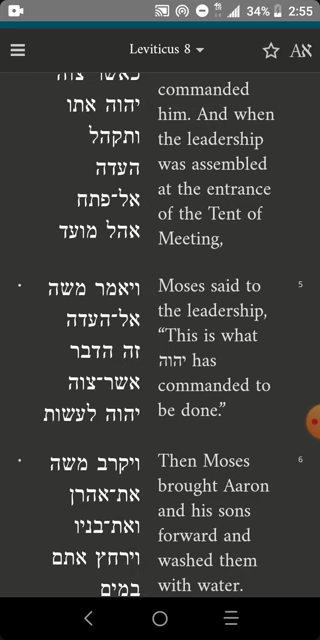 34% 2:55
Leviticus 8
Aא
כאשר צוה
יהוה אתו
ותקהל
העדה
אל־פתח
אהל מועד
commanded
him. And when
the leadership
was assembled
at the entrance
of the Tent of
Meeting,
5
ויאמר משה
אל־העדה
זה הדבר
אשר־צוה
יהוה לעשות
Moses said to
the leadership,
“This is what
יהוה has
commanded to
be done.”
6
ויקרב משה
את־אהרן
ואת־בניו
וירחץ אתם
במים
Then Moses
brought Aaron
and his sons
forward and
washed them
with water.